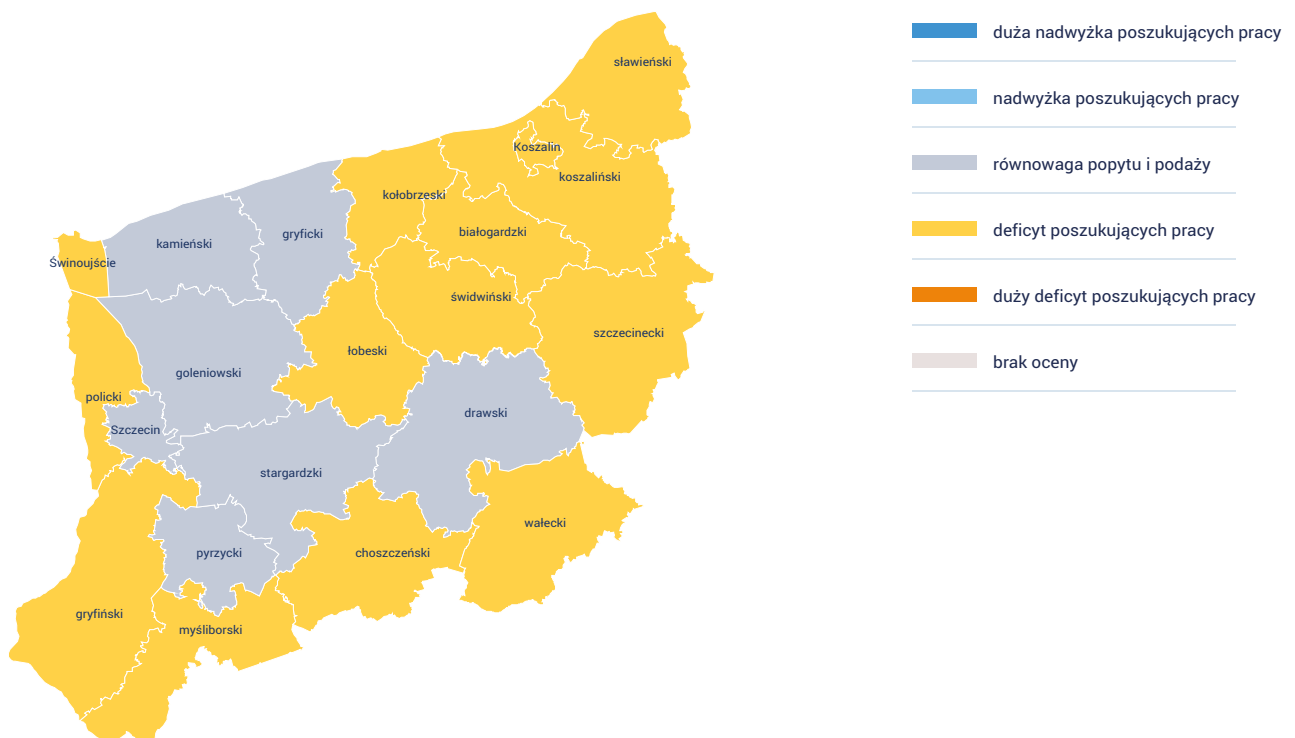 sławieński
Koszalin
koszaliński
kołobrzeski
białogardzki
gryficki
kamieński
Świnoujście
świdwiński
szczecinecki
łobeski
goleniowski
policki
drawski
Szczecin
stargardzki
wałecki
pyrzycki
choszczeński
gryfiński
myśliborski
duża nadwyżka poszukujących pracy
nadwyżka poszukujących pracy
równowaga popytu i podaży
deficyt poszukujących pracy
duży deficyt poszukujących pracy
brak oceny